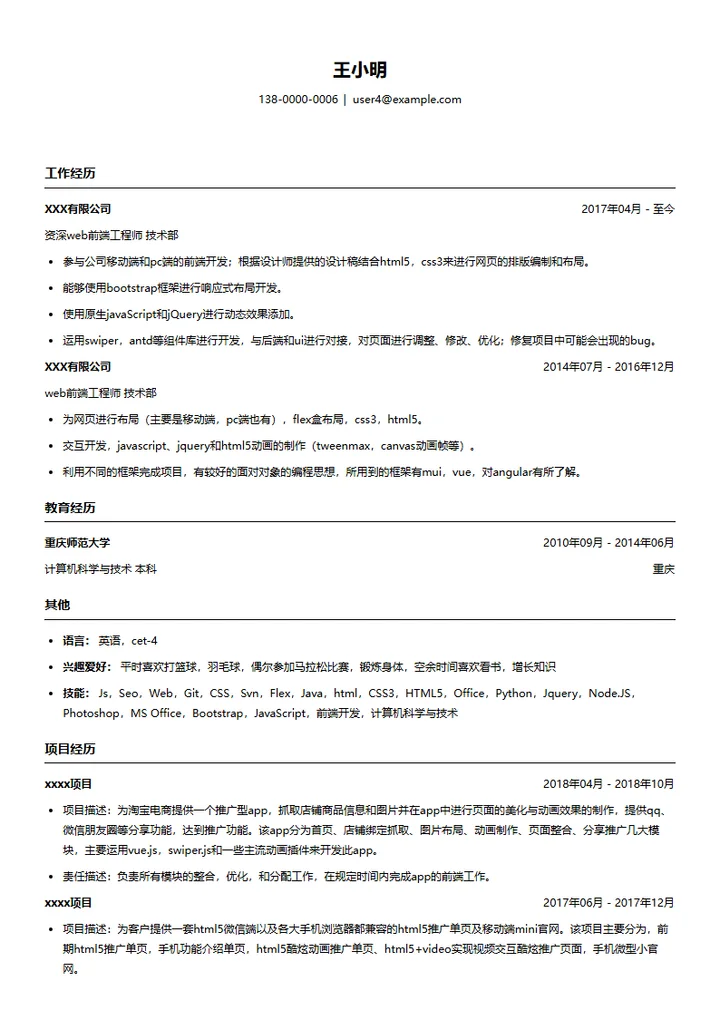 王小明
138-0000-0006 | user4@example.com
工作经历
XXX有限公司 2017年04月 - 至今
资深web前端工程师 技术部
• 参与公司移动端和pc端的前端开发；根据设计师提供的设计稿结合html5，css3来进行网页的排版编制和布局。
• 能够使用bootstrap框架进行响应式布局开发。
• 使用原生javaScript和jQuery进行动态效果添加。
• 运用swiper，antd等组件库进行开发，与后端和ui进行对接，对页面进行调整、修改、优化；修复项目中可能会出现的bug。
XXX有限公司 2014年07月 - 2016年12月
web前端工程师 技术部
• 为网页进行布局（主要是移动端，pc端也有），flex盒布局，css3，html5。
• 交互开发，javascript、jquery和html5动画的制作（tweenmax，canvas动画帧等）。
• 利用不同的框架完成项目，有较好的面对对象的编程思想，所用到的框架有mui，vue，对angular有所了解。
教育经历
重庆师范大学 2010年09月 - 2014年06月
计算机科学与技术 本科 重庆
其他
• 语言： 英语，cet-4
• 兴趣爱好： 平时喜欢打篮球，羽毛球，偶尔参加马拉松比赛，锻炼身体，空余时间喜欢看书，增长知识
• 技能： Js，Seo，Web，Git，CSS，Svn，Flex，Java，html，CSS3，HTML5，Office，Python，Jquery，Node.JS，
Photoshop，MS Office，Bootstrap，JavaScript，前端开发，计算机科学与技术
项目经历
xxxx项目 2018年04月 - 2018年10月
• 项目描述：为淘宝电商提供一个推广型app，抓取店铺商品信息和图片并在app中进行页面的美化与动画效果的制作，提供qq、
微信朋友圈等分享功能，达到推广功能。该app分为首页、店铺绑定抓取、图片布局、动画制作、页面整合、分享推广几大模
块，主要运用vue.js，swiper.js和一些主流动画插件来开发此app。
• 责任描述：负责所有模块的整合，优化，和分配工作，在规定时间内完成app的前端工作。
xxxx项目 2017年06月 - 2017年12月
• 项目描述：为客户提供一套html5微信端以及各大手机浏览器都兼容的html5推广单页及移动端mini官网。该项目主要分为，前
期html5推广单页，手机功能介绍单页，html5酷炫动画推广单页、html5+video实现视频交互酷炫推广页面，手机微型小官
网。